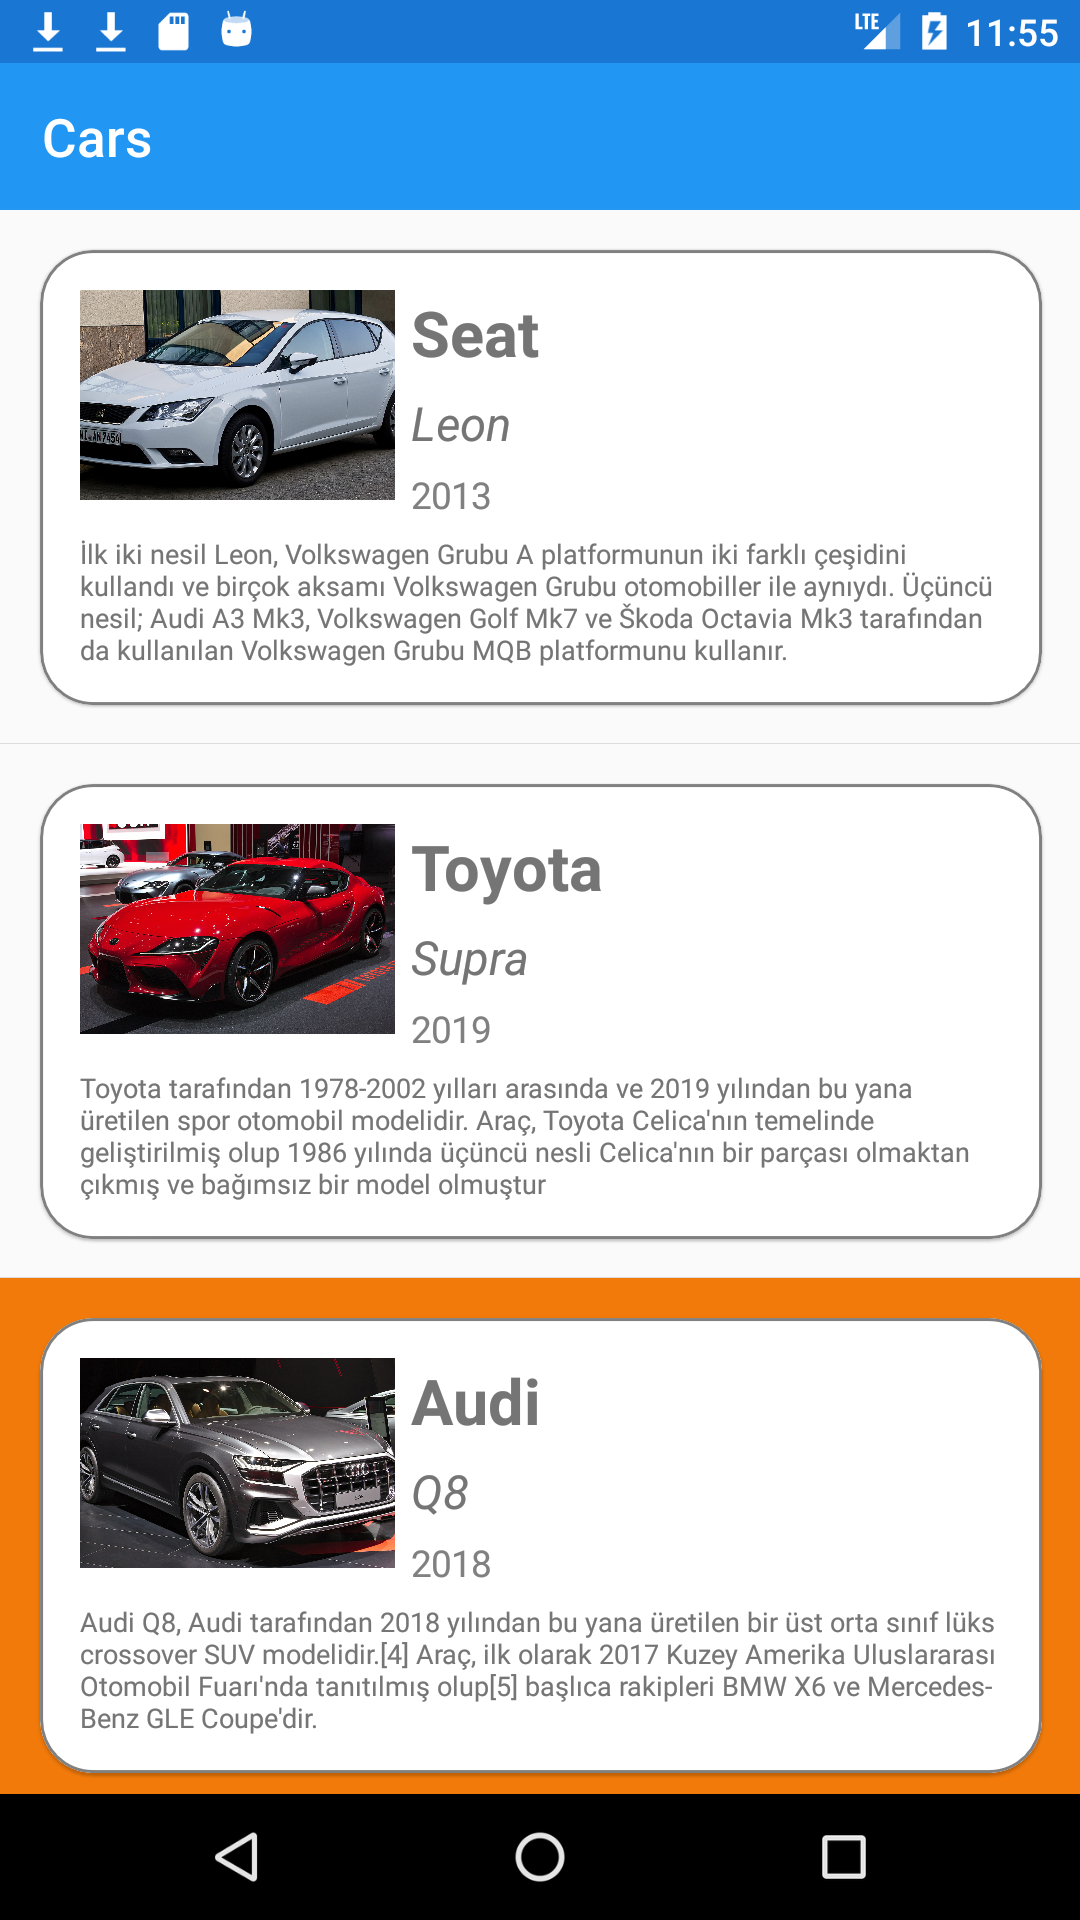 LTE 11:55
Cars
Seat
Leon
2013
İlk iki nesil Leon, Volkswagen Grubu A platformunun iki farklı çeşidini
kullandı ve birçok aksamı Volkswagen Grubu otomobiller ile aynıydı. Üçüncü
nesil; Audi A3 Mk3, Volkswagen Golf Mk7 ve Škoda Octavia Mk3 tarafından
da kullanılan Volkswagen Grubu MQB platformunu kullanır.
Toyota
Supra
2019
Toyota tarafından 1978-2002 yılları arasında ve 2019 yılından bu yana
üretilen spor otomobil modelidir. Araç, Toyota Celica'nın temelinde
geliştirilmiş olup 1986 yılında üçüncü nesli Celica'nın bir parçası olmaktan
çıkmış ve bağımsız bir model olmuştur
Audi
Q8
2018
Audi Q8, Audi tarafından 2018 yılından bu yana üretilen bir üst orta sınıf lüks
crossover SUV modelidir.[4] Araç, ilk olarak 2017 Kuzey Amerika Uluslararası
Otomobil Fuarı'nda tanıtılmış olup[5] başlıca rakipleri BMW X6 ve Mercedes-
Benz GLE Coupe'dir.